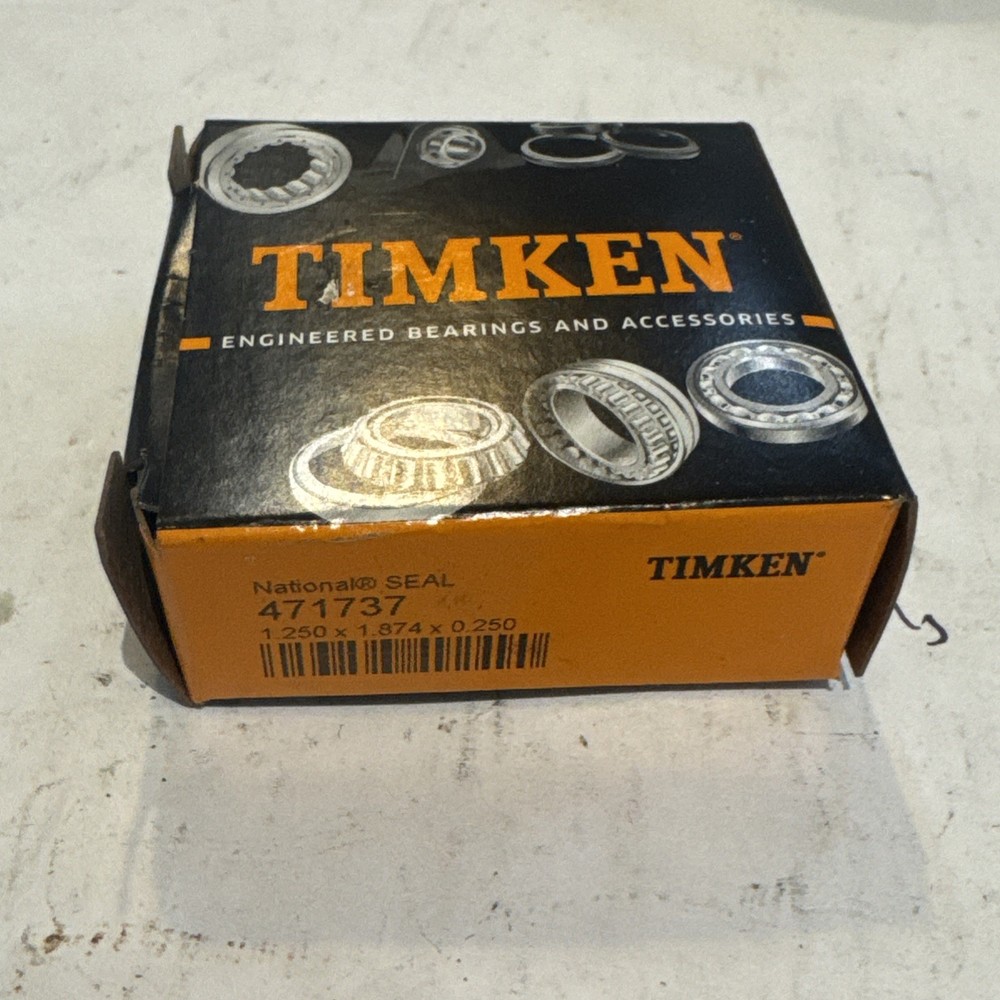 TIMKEN®
ENGINEERED BEARINGS AND ACCESSORIES
National® SEAL
TIMKEN®
471737
1.250 x 1.874 x 0.250